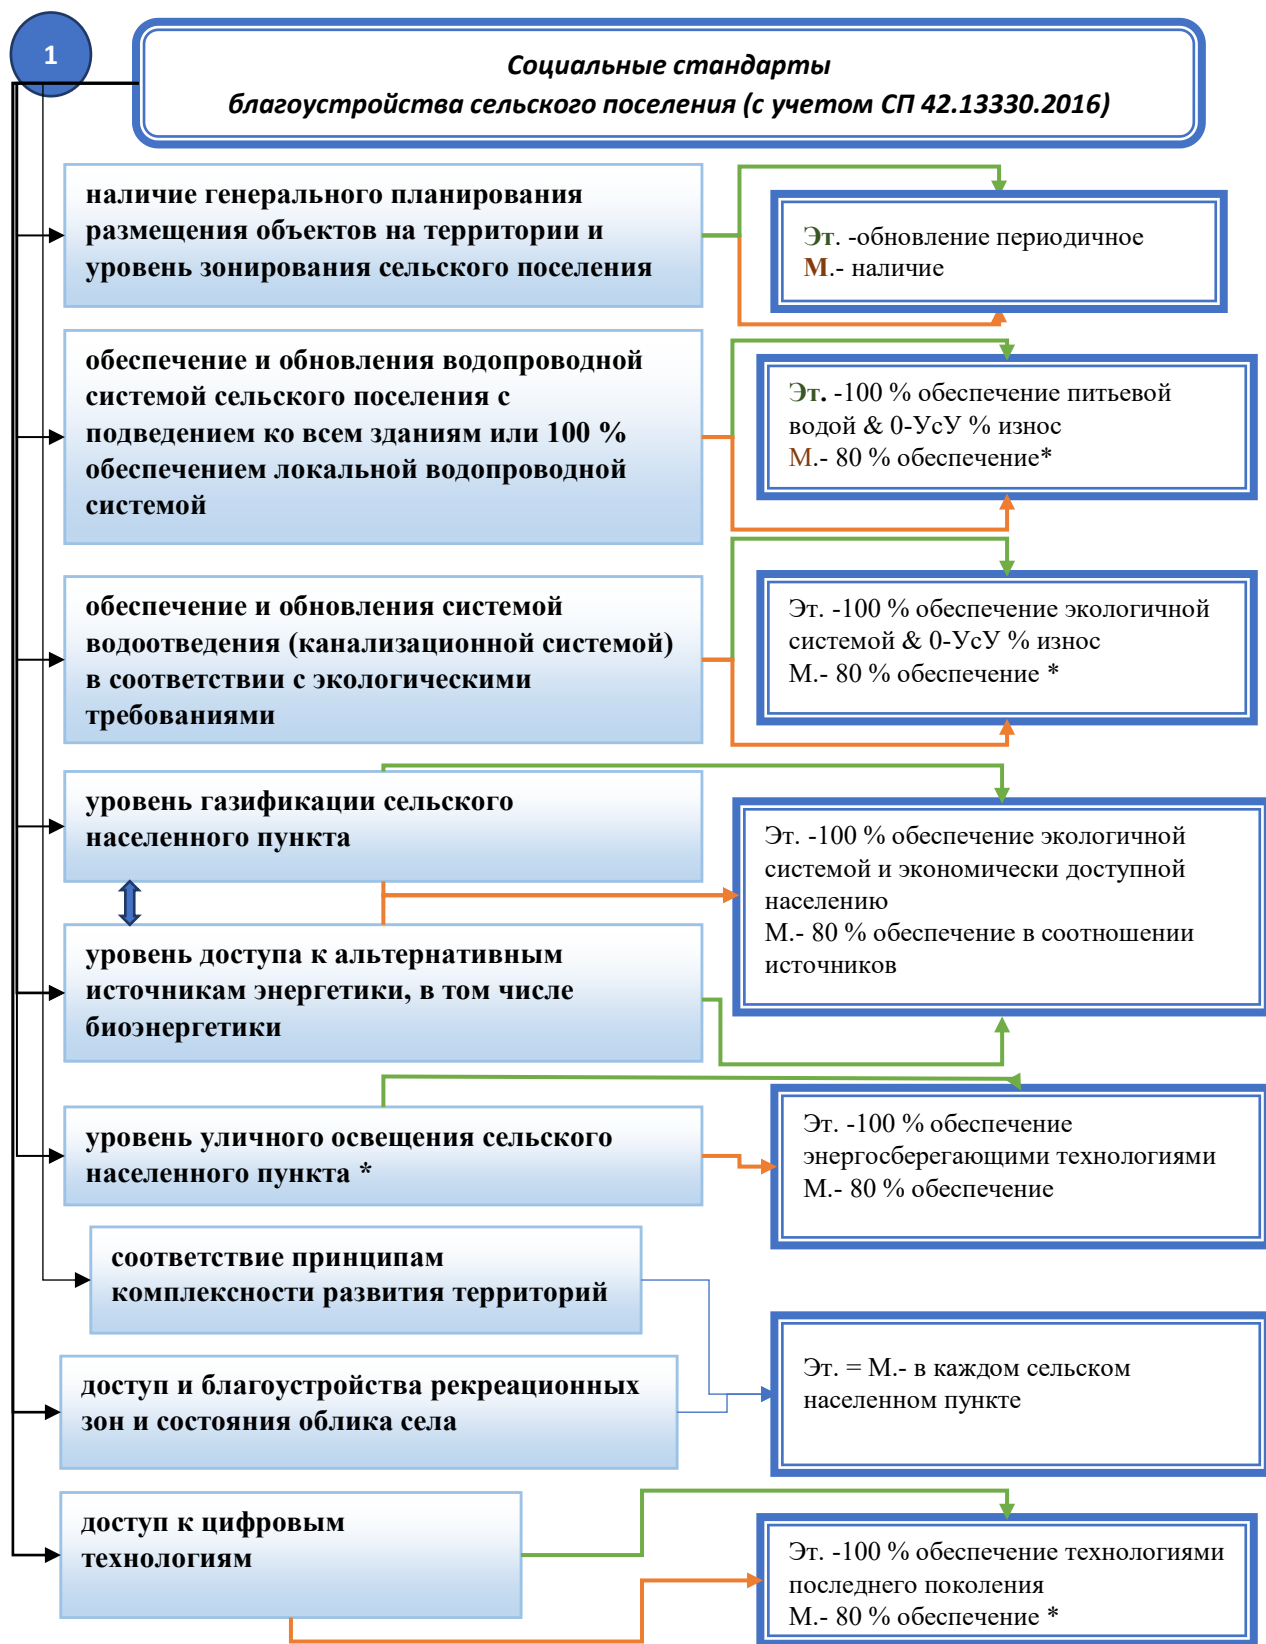 1
Социальные стандарты
благоустройства сельского поселения (с учетом СП 42.13330.2016)
наличие генерального планирования
размещения объектов на территории и
уровень зонирования сельского поселения
Эт. -обновление периодичное
М.- наличие
обеспечение и обновления водопроводной
системой сельского поселения с
подведением ко всем зданиям или 100 %
обеспечением локальной водопроводной
системой
Эт. -100 % обеспечение питьевой
водой & 0-УсУ % износ
М.- 80 % обеспечение*
обеспечение и обновления системой
водоотведения (канализационной системой)
в соответствии с экологическими
требованиями
Эт. -100 % обеспечение экологичной
системой & 0-УсУ % износ
М.- 80 % обеспечение *
уровень газификации сельского
населенного пункта
Эт. -100 % обеспечение экологичной
системой и экономически доступной
населению
М.- 80 % обеспечение в соотношении
источников
уровень доступа к альтернативным
источникам энергетики, в том числе
биоэнергетики
уровень уличного освещения сельского
населенного пункта *
Эт. -100 % обеспечение
энергосберегающими технологиями
М.- 80 % обеспечение
соответствие принципам
комплексности развития территорий
доступ и благоустройства рекреационных
зон и состояния облика села
Эт. = М.- в каждом сельском
населенном пункте
доступ к цифровым
технологиям
Эт. -100 % обеспечение технологиями
последнего поколения
М.- 80 % обеспечение *